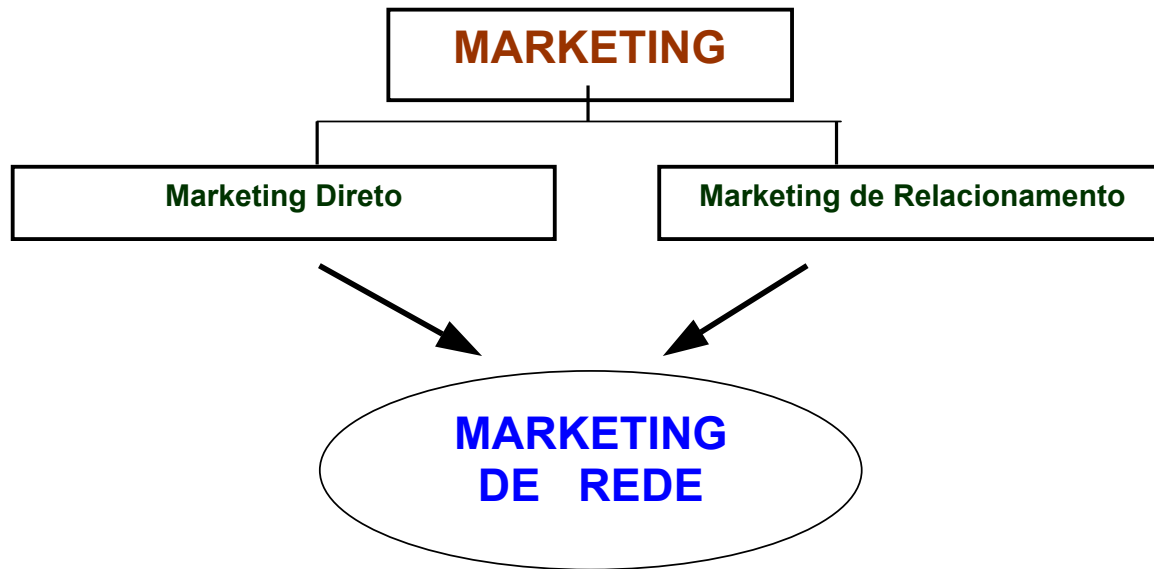 MARKETING
Marketing Direto
Marketing de Relacionamento
MARKETING
DE REDE